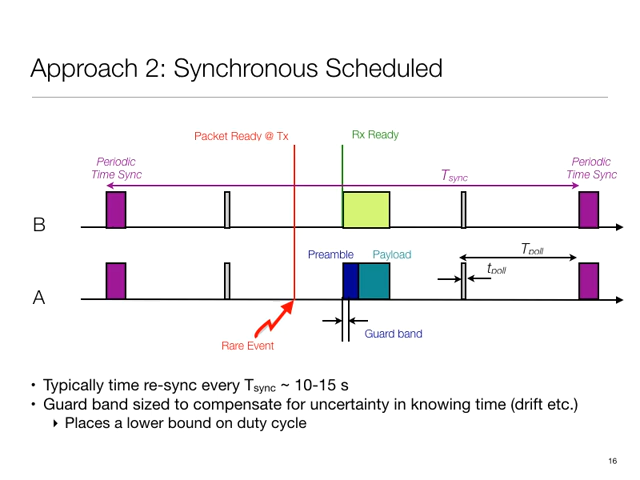 Approach 2: Synchronous Scheduled
Packet Ready @ Tx
Rx Ready
Periodic
Time Sync
Periodic
Time Sync
Tsync
B
Preamble
Payload
Tpoll
tpoll
A
Guard band
Rare Event
• Typically time re-sync every Tsync ~ 10-15 s
• Guard band sized to compensate for uncertainty in knowing time (drift etc.)
‣ Places a lower bound on duty cycle
16